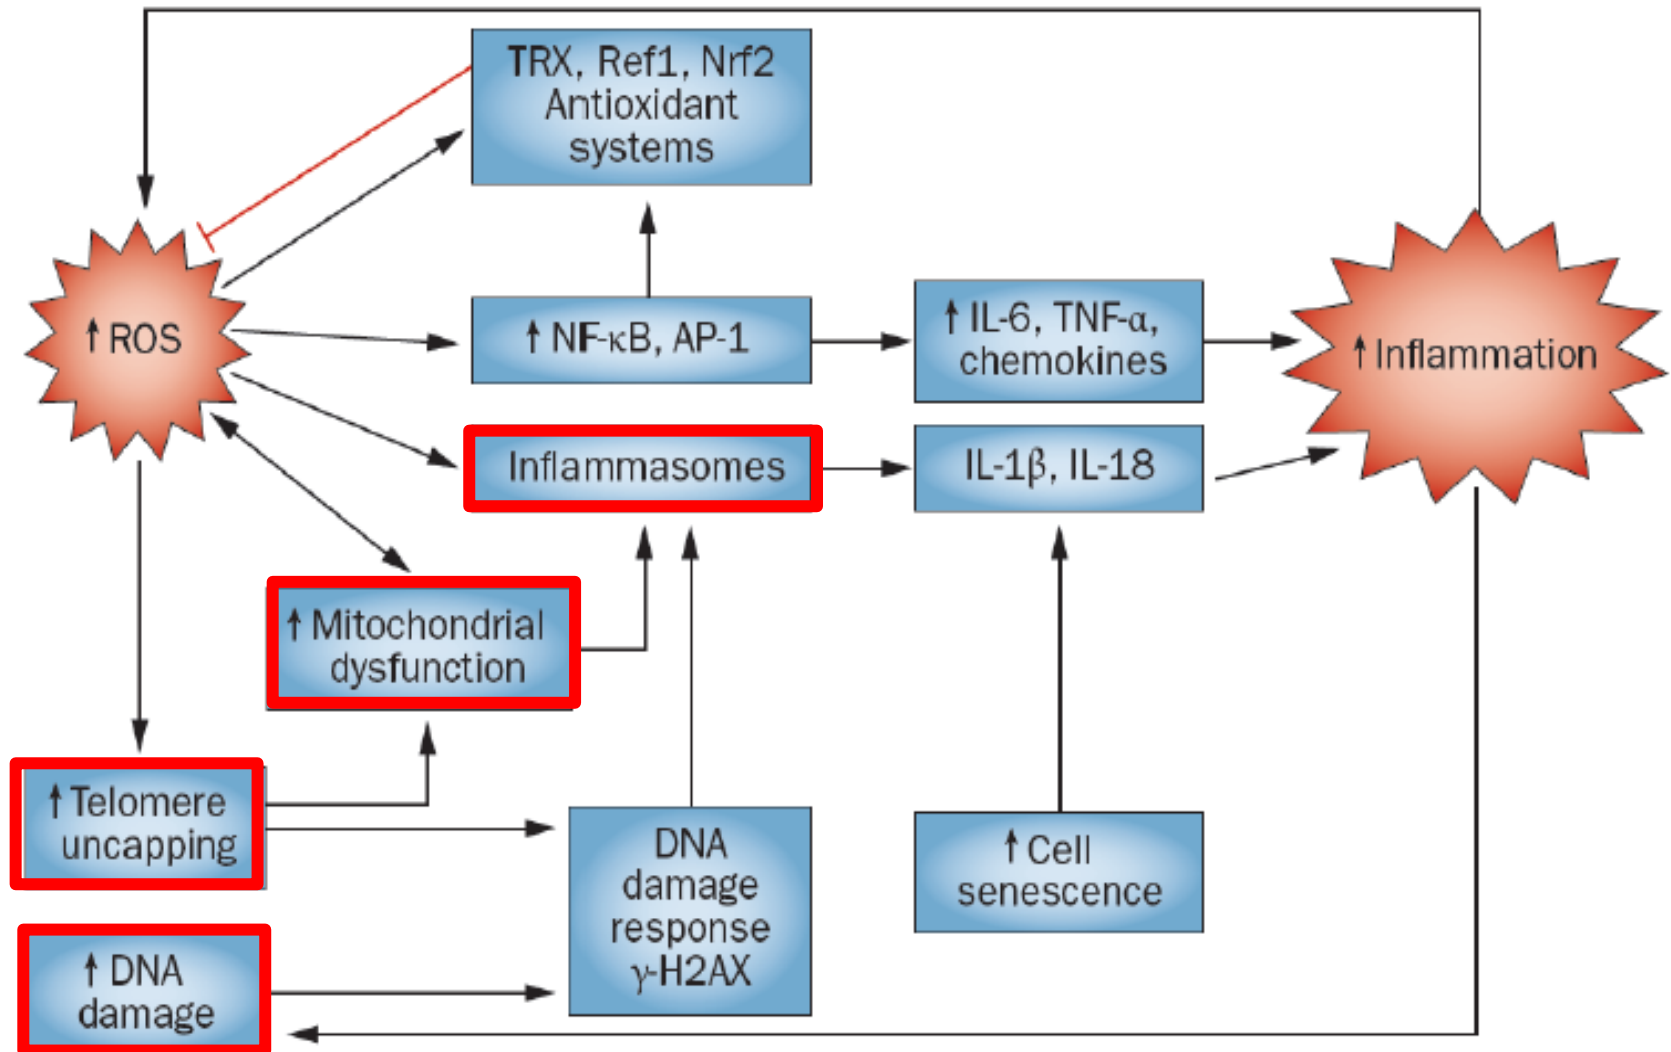 TRX, Ref1, Nrf2
Antioxidant
systems
↑ ROS
↑ NF-κB, AP-1
↑ IL-6, TNF-α,
chemokines
↑ Inflammation
Inflammasomes
IL-1β, IL-18
↑ Mitochondrial
dysfunction
↑ Telomere
uncapping
DNA
damage
response
γ-H2AX
↑ Cell
senescence
↑ DNA
damage